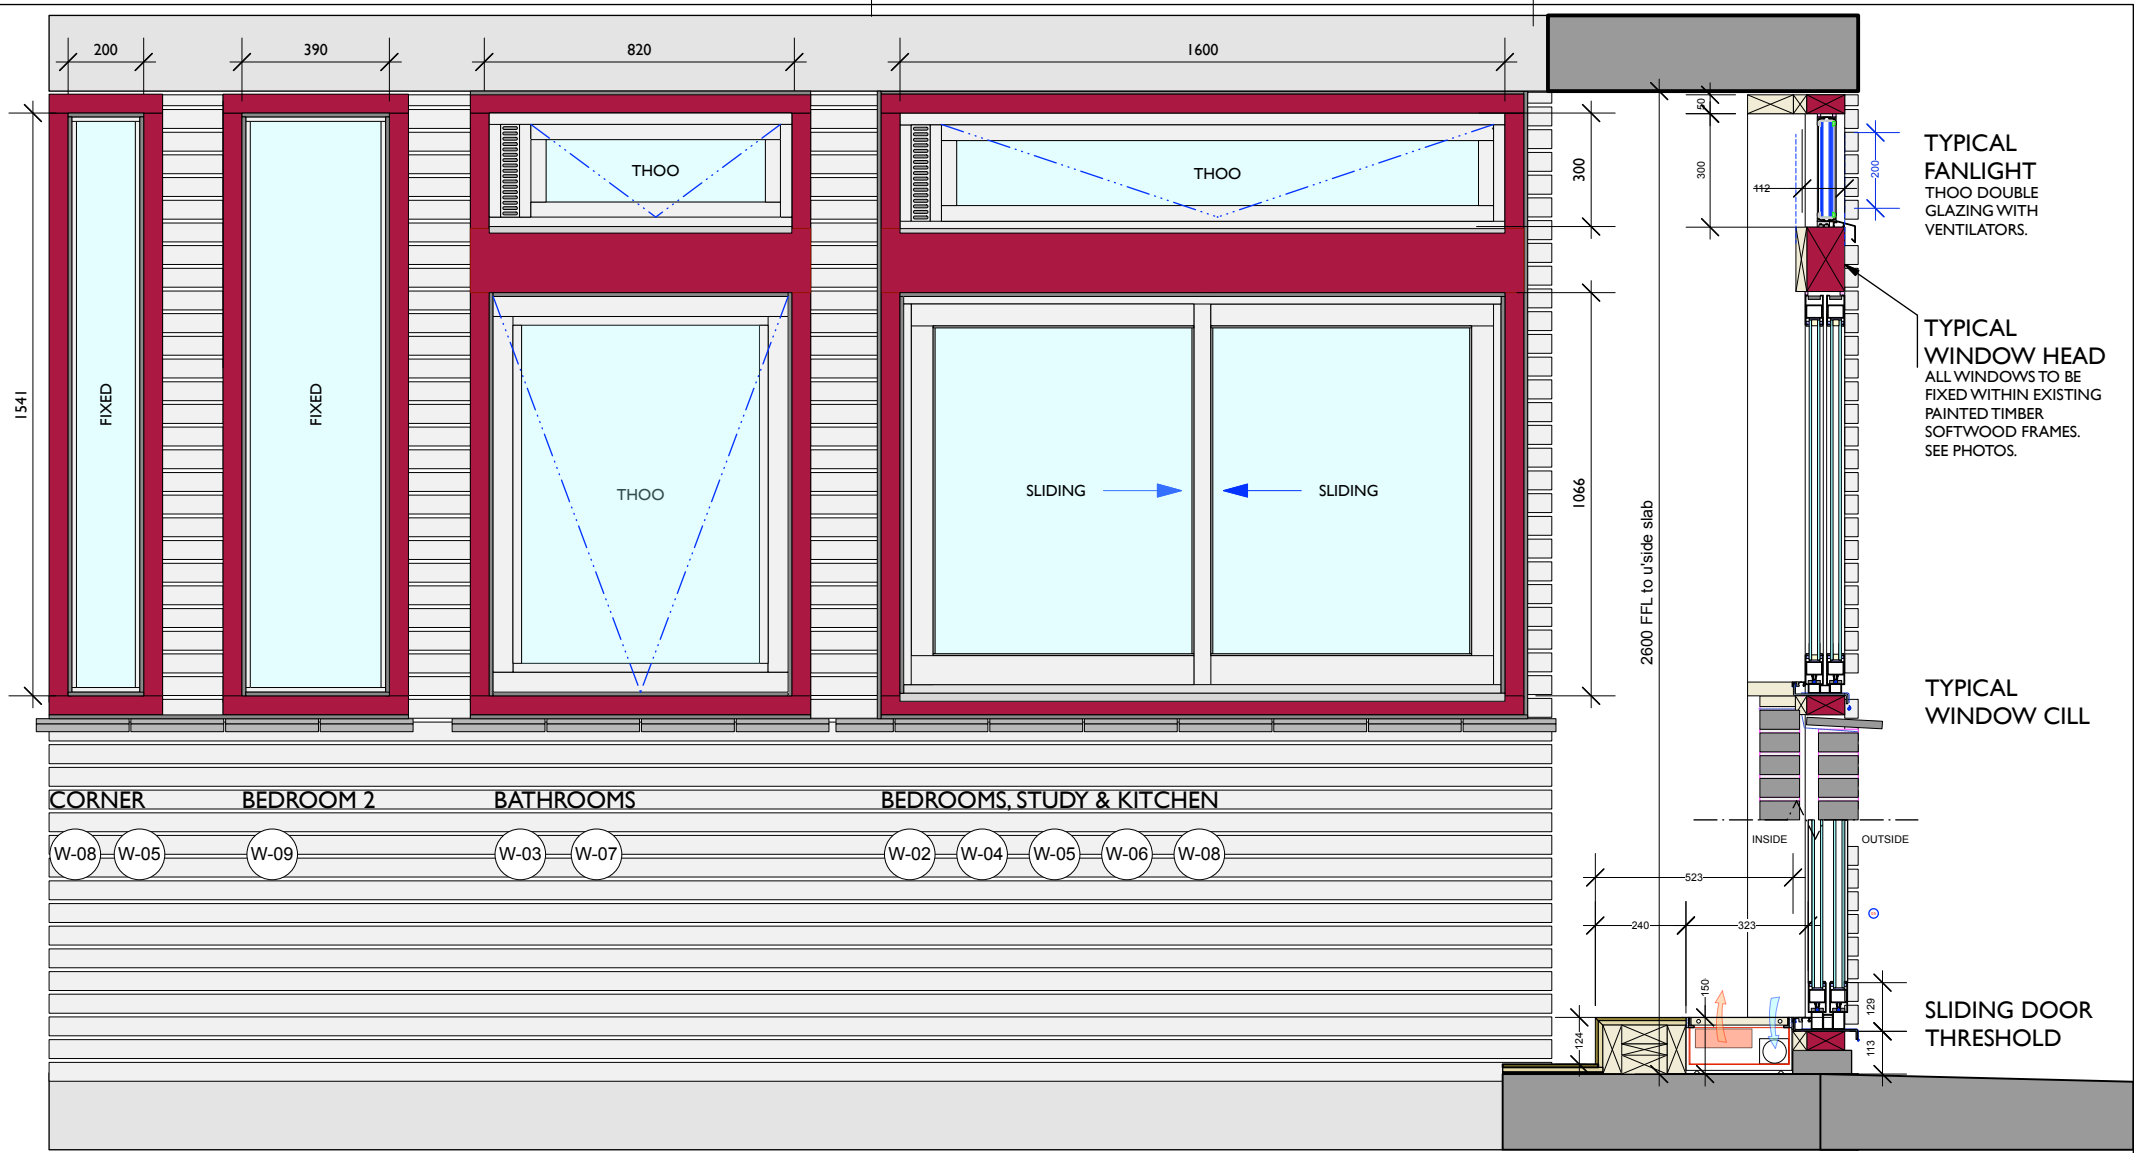 200
390
820
1600
50
THOO
THOO
300
300
112
200
TYPICAL
FANLIGHT
THOO DOUBLE
GLAZING WITH
VENTILATORS.
1541
FIXED
FIXED
THOO
SLIDING
SLIDING
1066
2600 FFL to u'side slab
TYPICAL
WINDOW HEAD
ALL WINDOWS TO BE
FIXED WITHIN EXISTING
PAINTED TIMBER
SOFTWOOD FRAMES.
SEE PHOTOS.
TYPICAL
WINDOW CILL
CORNER
BEDROOM 2
BATHROOMS
BEDROOMS, STUDY & KITCHEN
W-08
W-05
W-09
W-03
W-07
W-02
W-04
W-05
W-06
W-08
INSIDE
OUTSIDE
523
240
323
150
124
129
113
SLIDING DOOR
THRESHOLD